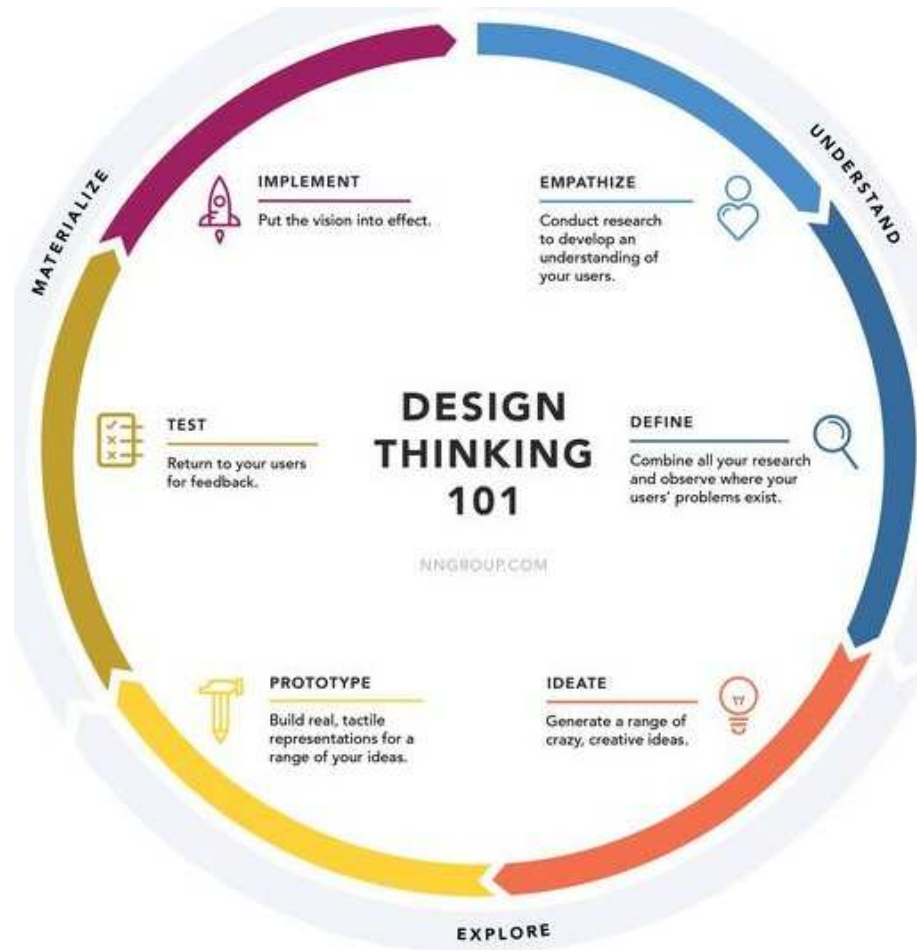 UNDERSTAND
EMPATHIZE
Conduct research
to develop an
understanding of
your users.
DEFINE
Combine all your research
and observe where your
users' problems exist.
EXPLORE
IDEATE
Generate a range of
crazy, creative ideas.
PROTOTYPE
Build real, tactile
representations for a
range of your ideas.
MATERIALIZE
TEST
Return to your users
for feedback.
IMPLEMENT
Put the vision into effect.
DESIGN
THINKING
101
NNGROUP.COM